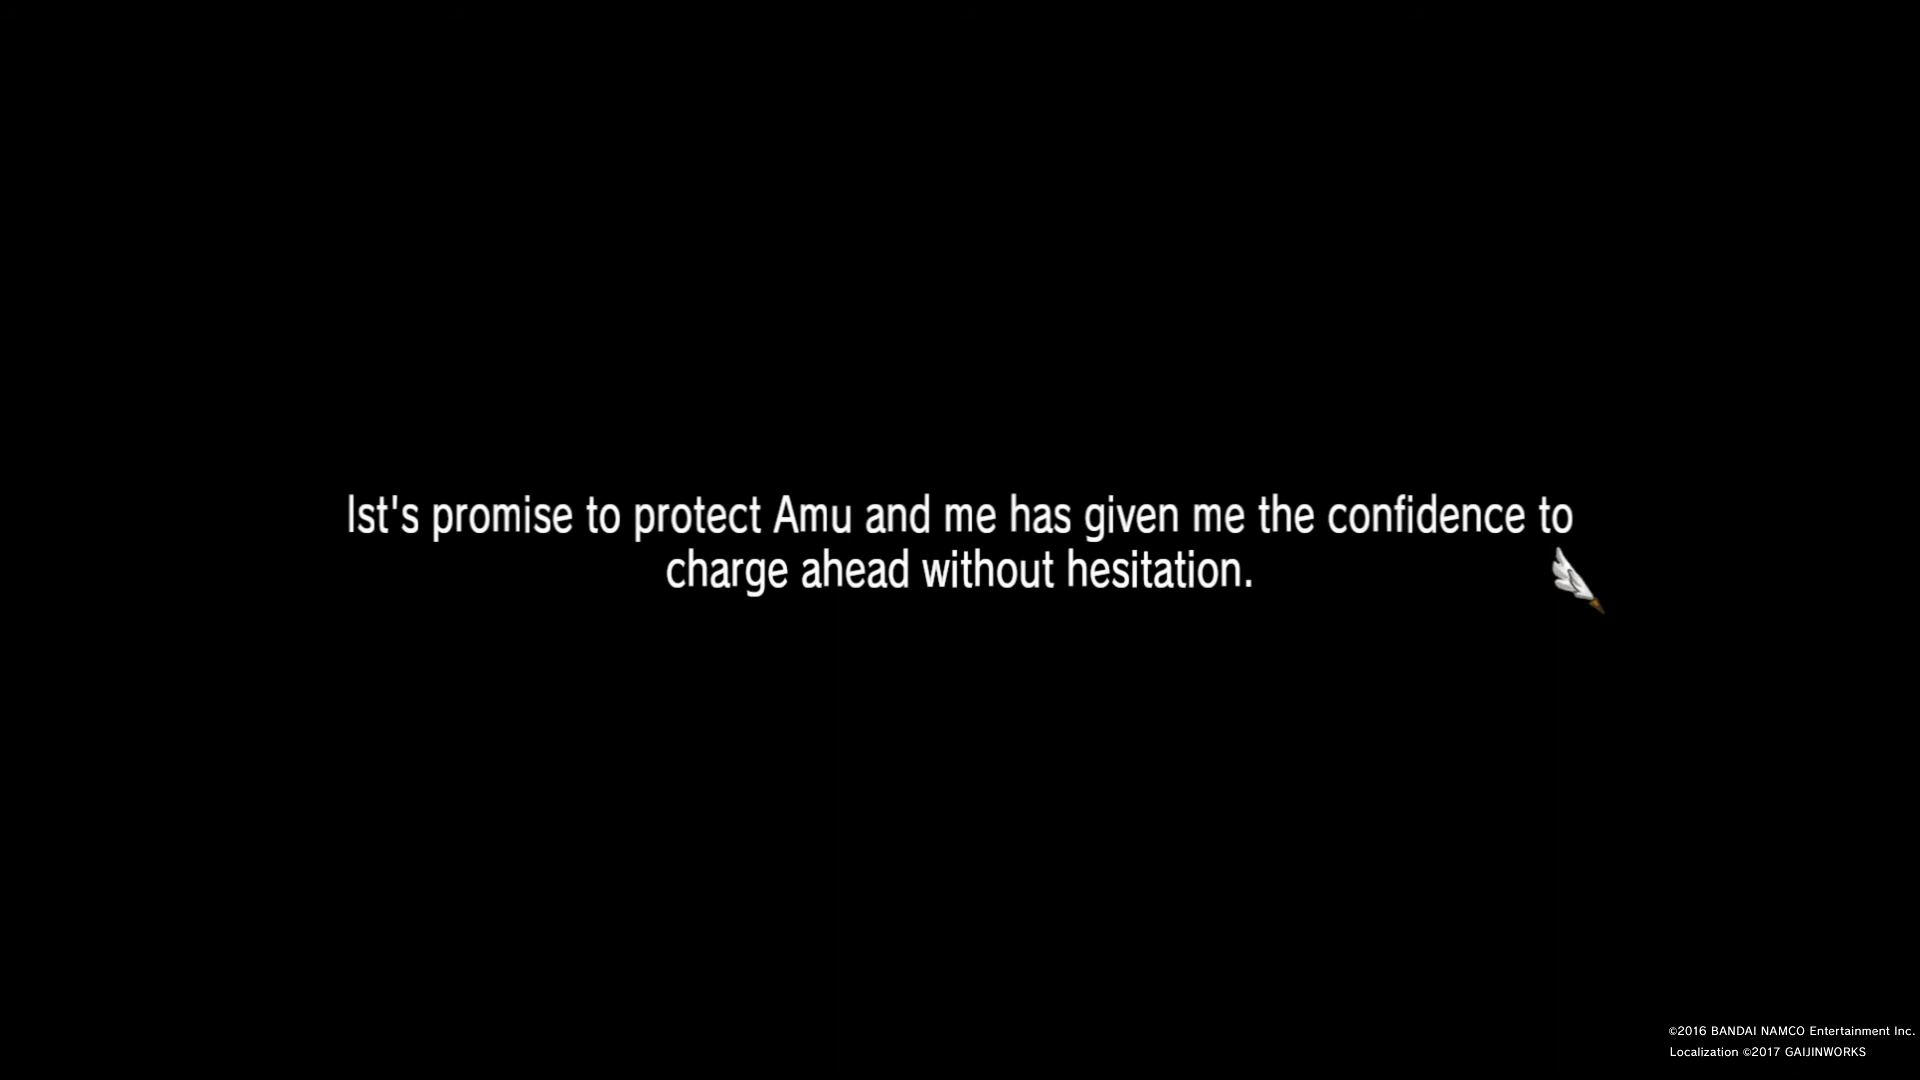 Ist's promise to protect Amu and me has given me the confidence to
charge ahead without hesitation.
©2016 BANDAI NAMCO Entertainment Inc.
Localization ©2017 GAIJINWORKS